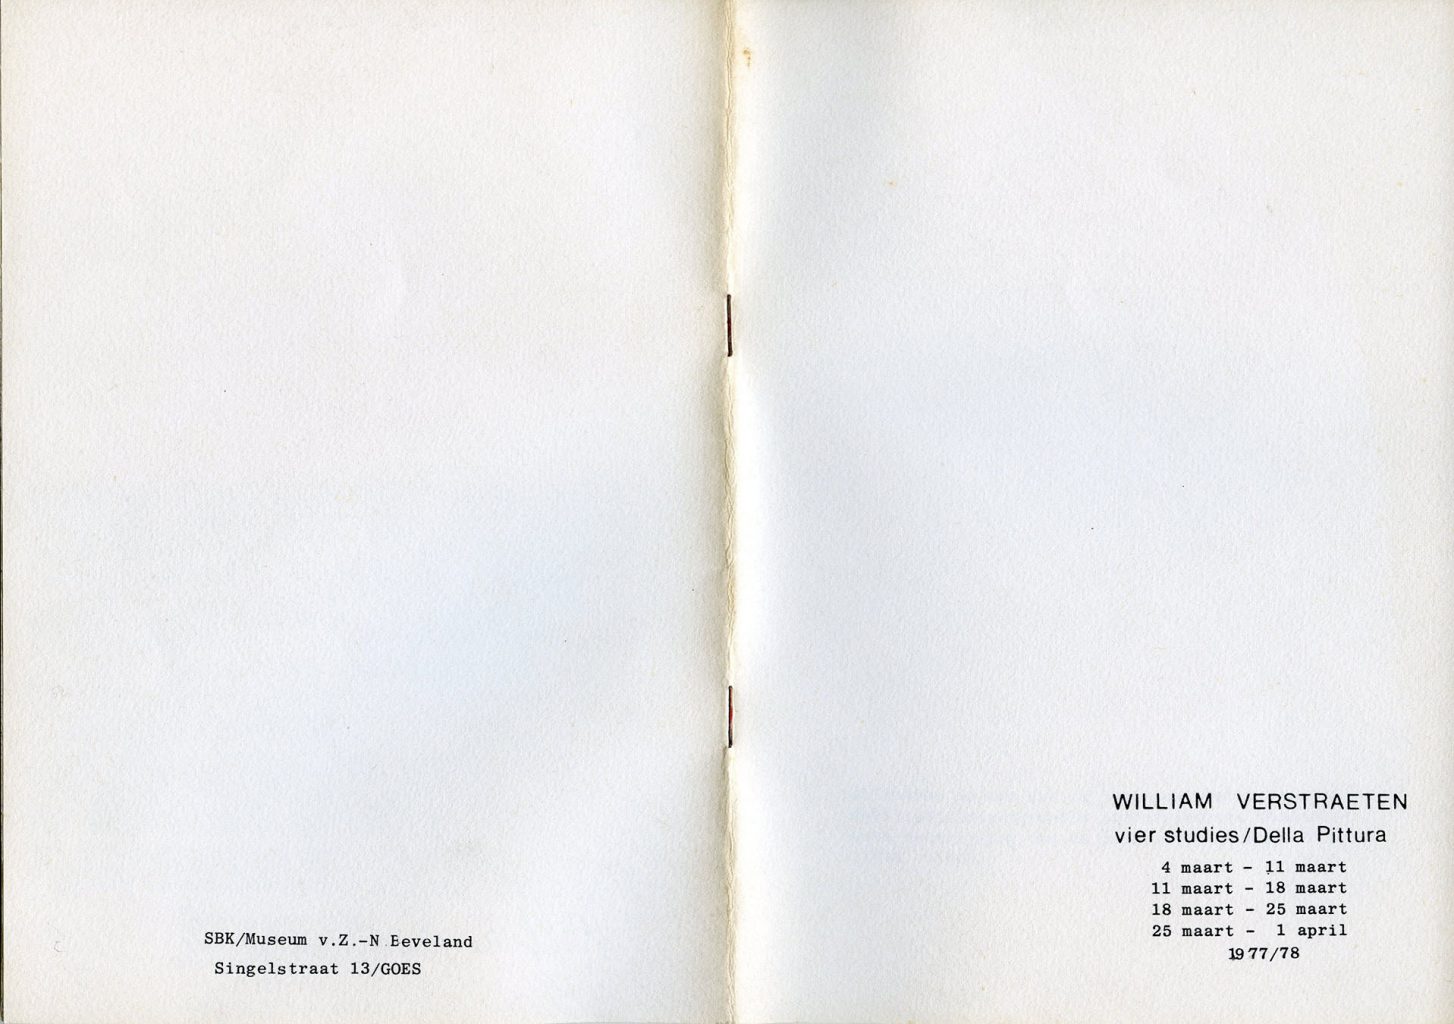 SBK/Museum v.Z.-N Beveland
Singelstraat 13/GOES
WILLIAM VERSTRAETEN
vier studies/Della Pittura
4 maart - 11 maart
11 maart - 18 maart
18 maart - 25 maart
25 maart - 1 april
1977/78